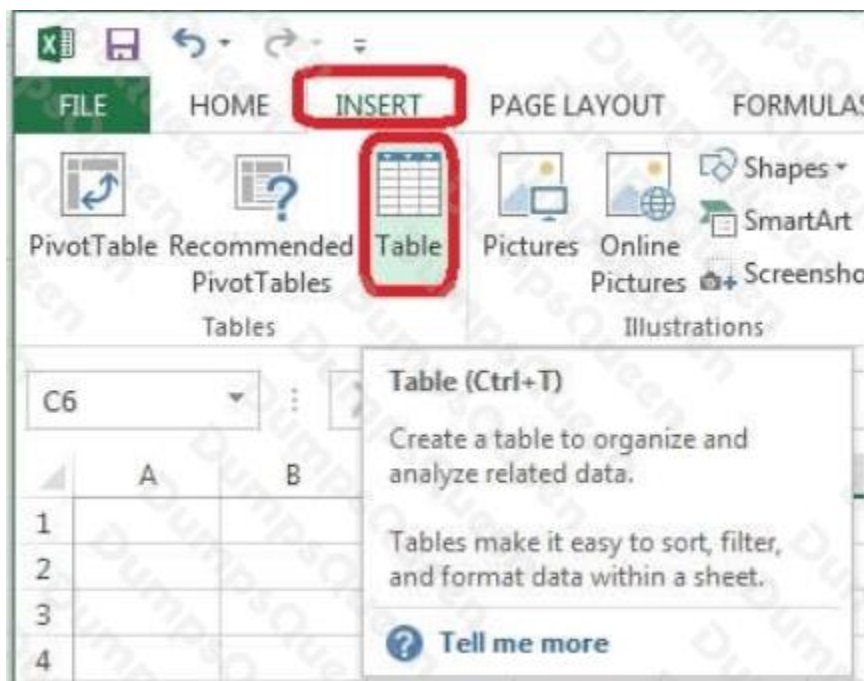 FILE HOME INSERT PAGE LAYOUT FORMULAS
PivotTable Recommended PivotTables Table Pictures Online Pictures Shapes
SmartArt
Screensho
Tables Illustrations
C6
Table (Ctrl+T)
Create a table to organize and
analyze related data.
Tables make it easy to sort, filter,
and format data within a sheet.
Tell me more
A B
1
2
3
4
DumpsQueen